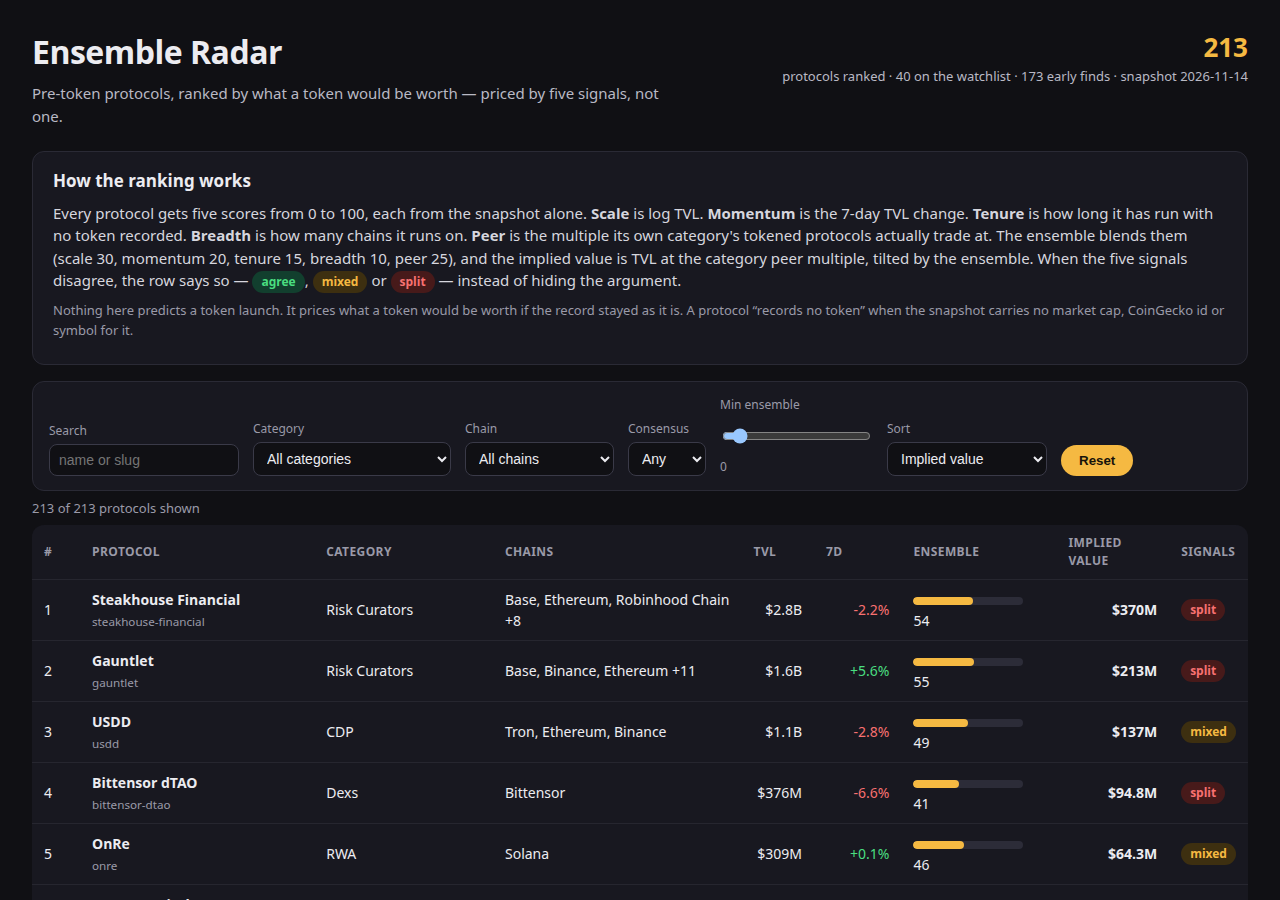 Ensemble Radar
213
protocols ranked · 40 on the watchlist · 173 early finds · snapshot 2026-11-14
Pre-token protocols, ranked by what a token would be worth — priced by five signals, not
one.
How the ranking works
Every protocol gets five scores from 0 to 100, each from the snapshot alone. Scale is log TVL. Momentum is the 7-day TVL change. Tenure is how long it has run with
no token recorded. Breadth is how many chains it runs on. Peer is the multiple its own category's tokened protocols actually trade at. The ensemble blends them
(scale 30, momentum 20, tenure 15, breadth 10, peer 25), and the implied value is TVL at the category peer multiple, tilted by the ensemble. When the five signals
disagree, the row says so — agree, mixed or split — instead of hiding the argument.
Nothing here predicts a token launch. It prices what a token would be worth if the record stayed as it is. A protocol “records no token” when the snapshot carries no market cap, CoinGecko id or
symbol for it.
Search
name or slug
Category
All categories
Chain
All chains
Consensus
Any
Min ensemble
0
Sort
Implied value
Reset
213 of 213 protocols shown
# PROTOCOL CATEGORY CHAINS TVL 7D ENSEMBLE IMPLIED VALUE SIGNALS
1 Steakhouse Financial Risk Curators Base, Ethereum, Robinhood Chain $2.8B -2.2% 54 $370M split
steakhouse-financial +8
2 Gauntlet Risk Curators Base, Binance, Ethereum +11 $1.6B +5.6% 55 $213M split
gauntlet
3 USDD CDP Tron, Ethereum, Binance $1.1B -2.8% 49 $137M mixed
usdd
4 Bittensor dTAO Dexs Bittensor $376M -6.6% 41 $94.8M split
bittensor-dtao
5 OnRe RWA Solana $309M +0.1% 46 $64.3M mixed
onre